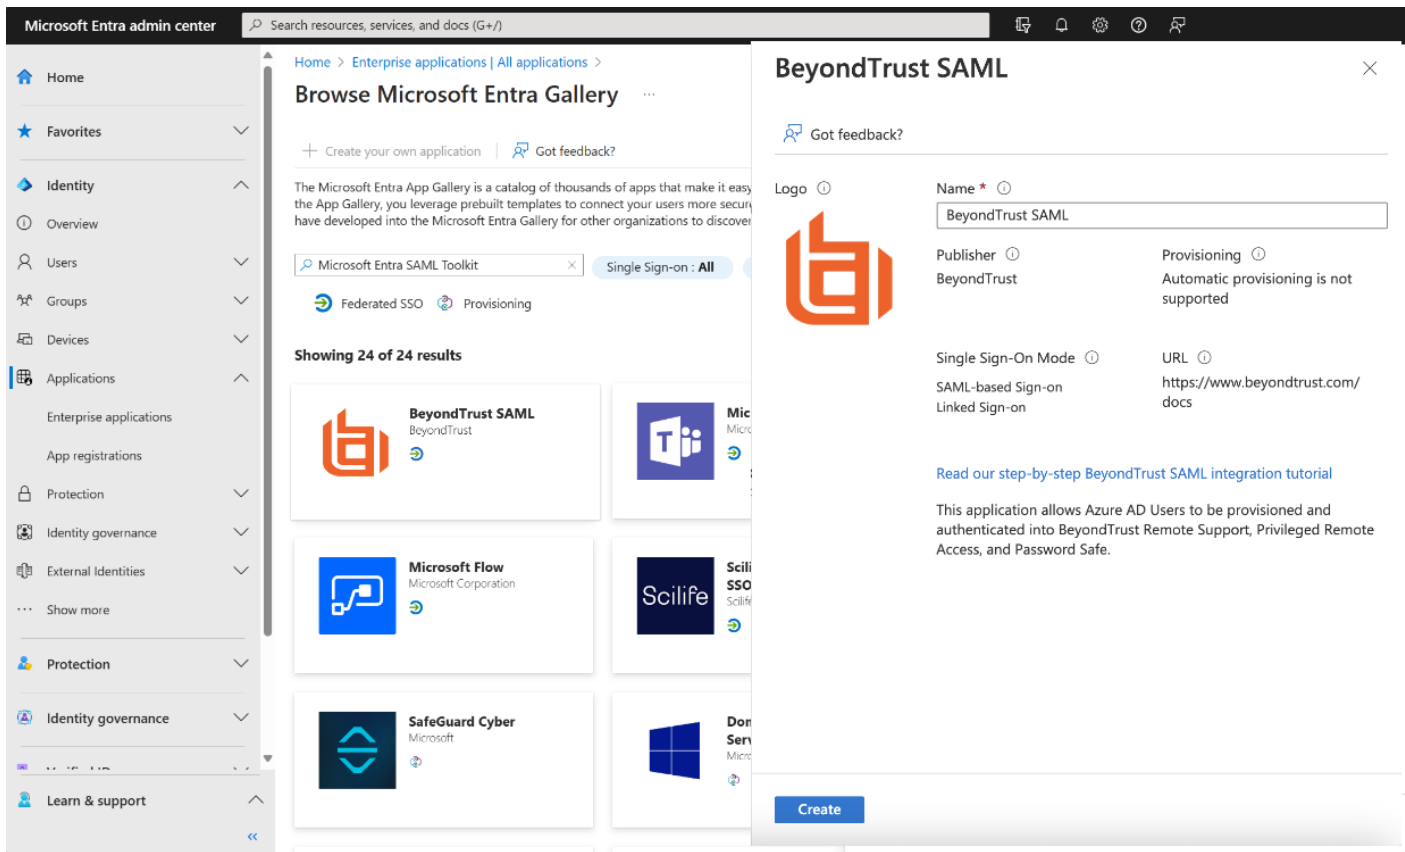 Microsoft Entra admin center
Search resources, services, and docs (G+/)
Home
Favorites
Identity
Overview
Users
Groups
Devices
Applications
Enterprise applications
App registrations
Protection
Identity governance
External Identities
Show more
Protection
Identity governance
Learn & support
Home > Enterprise applications | All applications >
Browse Microsoft Entra Gallery ...
Create your own application
Got feedback?
The Microsoft Entra App Gallery is a catalog of thousands of apps that make it easy
the App Gallery, you leverage prebuilt templates to connect your users more secur
have developed into the Microsoft Entra Gallery for other organizations to discover
Microsoft Entra SAML Toolkit
Single Sign-on : All
Federated SSO
Provisioning
Showing 24 of 24 results
BeyondTrust SAML
BeyondTrust
Mic
Micro
Microsoft Flow
Microsoft Corporation
Scilife
Scili
SSO
Scilife
SafeGuard Cyber
Microsoft
Don
Serv
Micro
BeyondTrust SAML
Got feedback?
Logo
Name *
BeyondTrust SAML
Publisher
BeyondTrust
Provisioning
Automatic provisioning is not
supported
Single Sign-On Mode
SAML-based Sign-on
Linked Sign-on
URL
https://www.beyondtrust.com/
docs
Read our step-by-step BeyondTrust SAML integration tutorial
This application allows Azure AD Users to be provisioned and
authenticated into BeyondTrust Remote Support, Privileged Remote
Access, and Password Safe.
Create